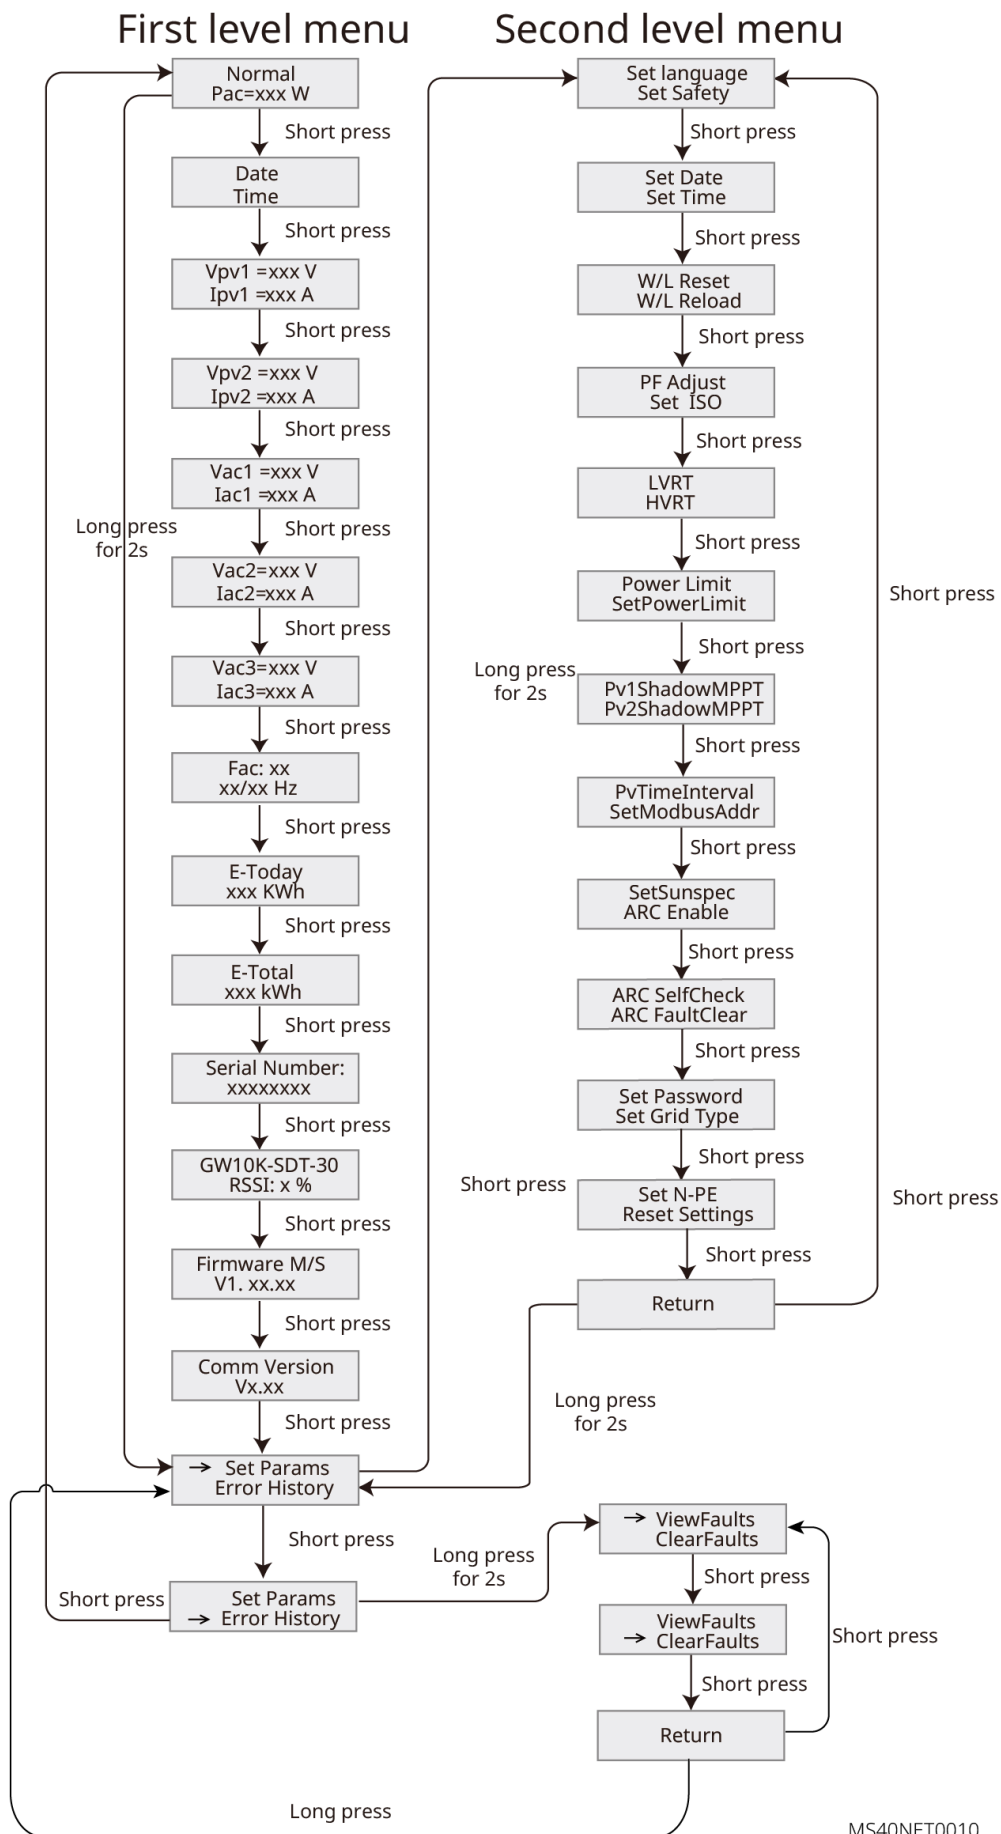 First level menu
Normal
Pac=xxx W
Short press
Date
Time
Short press
Vpv1 =xxx V
Ipv1 =xxx A
Short press
Vpv2 =xxx V
Ipv2 =xxx A
Short press
Vac1 =xxx V
Iac1 =xxx A
Long press
for 2s
Short press
Vac2=xxx V
Iac2=xxx A
Short press
Vac3=xxx V
Iac3=xxx A
Short press
Fac: xx
xx/xx Hz
Short press
E-Today
xxx KWh
Short press
E-Total
xxx kWh
Short press
Serial Number:
xxxxxxxx
Short press
GW10K-SDT-30
RSSI: x %
Short press
Firmware M/S
V1. xx.xx
Short press
Comm Version
Vx.xx
Short press
→ Set Params
Error History
Short press
Short press
Set Params
→ Error History
Second level menu
Set language
Set Safety
Short press
Set Date
Set Time
Short press
W/L Reset
W/L Reload
Short press
PF Adjust
Set ISO
Short press
LVRT
HVRT
Short press
Power Limit
SetPowerLimit
Short press
Short press
Long press
for 2s
Pv1ShadowMPPT
Pv2ShadowMPPT
Short press
PvTimeInterval
SetModbusAddr
Short press
SetSunspec
ARC Enable
Short press
ARC SelfCheck
ARC FaultClear
Short press
Set Password
Set Grid Type
Short press
Short press
Set N-PE
Reset Settings
Short press
Short press
Return
Long press
for 2s
Long press
for 2s
→ ViewFaults
ClearFaults
Short press
ViewFaults
→ ClearFaults
Short press
Short press
Return
Long press
MS40NET0010